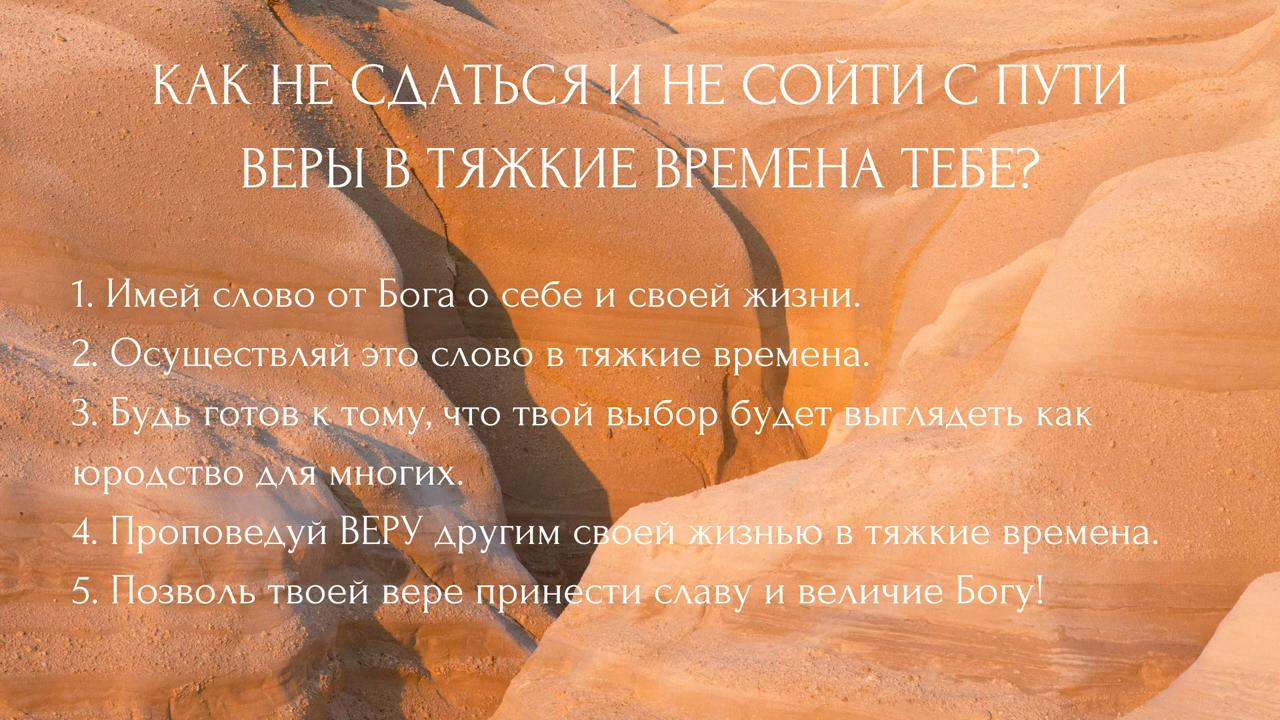 КАК НЕ СДАТЬСЯ И НЕ СОЙТИ С ПУТИ
ВЕРЫ В ТЯЖКИЕ ВРЕМЕНА ТЕБЕ?
1. Имей слово от Бога о себе и своей жизни.
2. Осуществляй это слово в тяжкие времена.
3. Будь готов к тому, что твой выбор будет выглядеть как
юродство для многих.
4. Проповедуй ВЕРУ другим своей жизнью в тяжкие времена.
5. Позволь твоей вере принести славу и величие Богу!